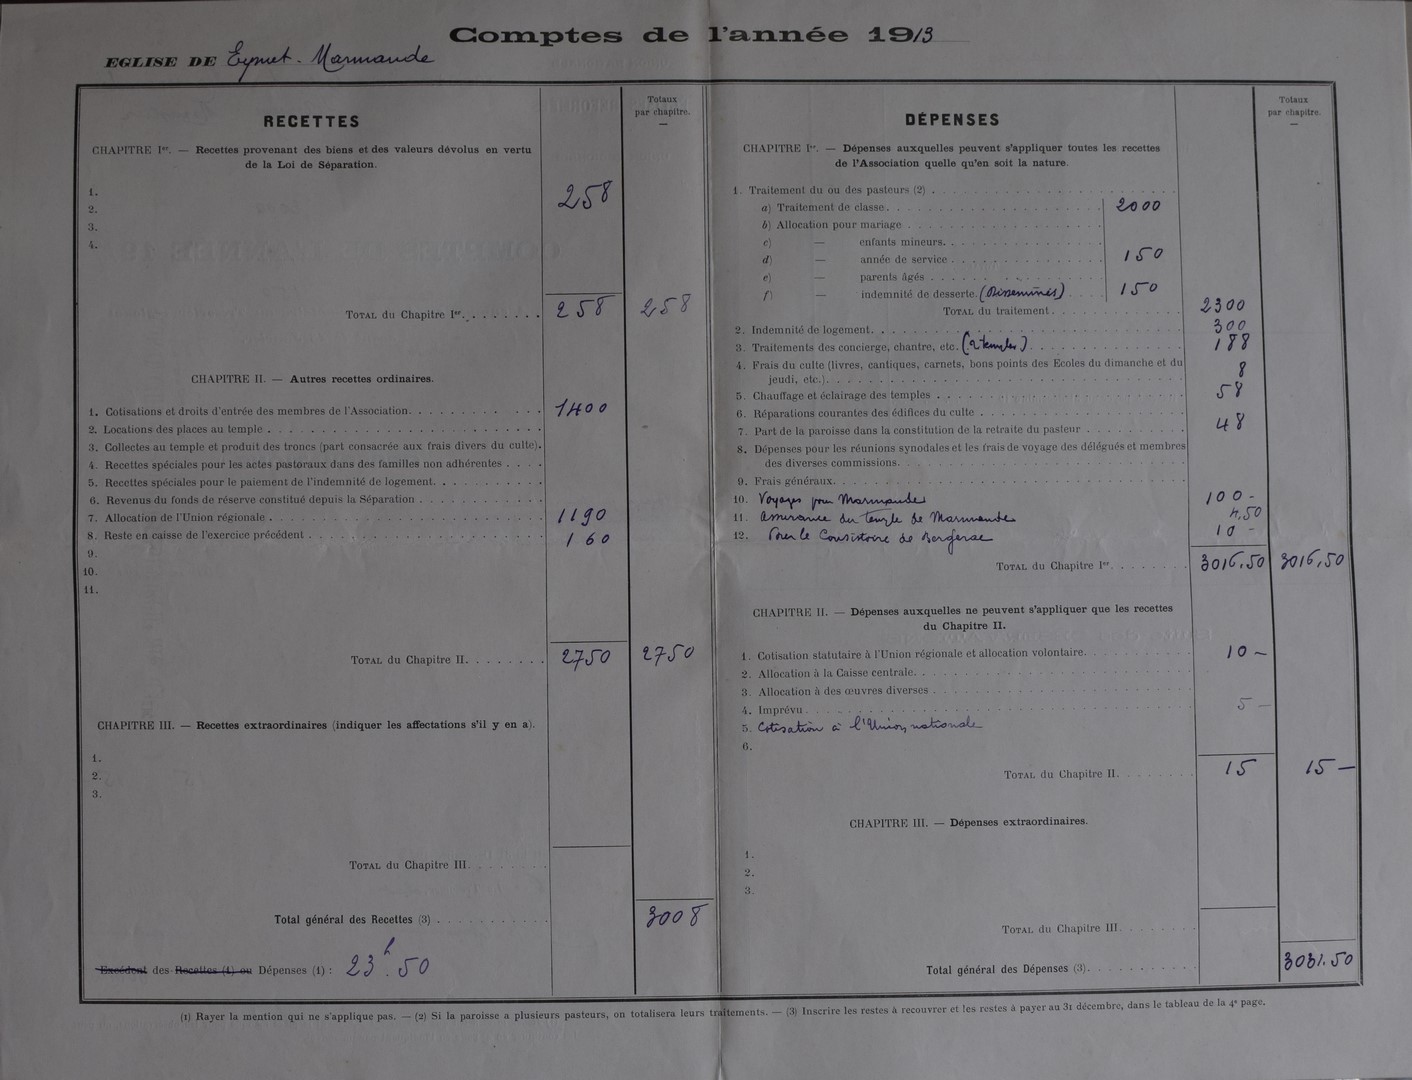 Comptes de l'année 1913
EGLISE DE Eymet - Marmande
RECETTES
Totaux
par chapitre.
CHAPITRE Ier. — Recettes provenant des biens et des valeurs dévolus en vertu
de la Loi de Séparation.
1. 258
2.
3.
4.
TOTAL du Chapitre Ier. 258 258
CHAPITRE II. — Autres recettes ordinaires.
1. Cotisations et droits d'entrée des membres de l'Association. 1400
2. Locations des places au temple
3. Collectes au temple et produit des troncs (part consacrée aux frais divers du culte).
4. Recettes spéciales pour les actes pastoraux dans des familles non adhérentes
5. Recettes spéciales pour le paiement de l'indemnité de logement.
6. Revenus du fonds de réserve constitué depuis la Séparation
7. Allocation de l'Union régionale 1190
8. Reste en caisse de l'exercice précédent 160
9.
10.
11.
TOTAL du Chapitre II. 2750 2750
CHAPITRE III. — Recettes extraordinaires (indiquer les affectations s'il y en a).
1.
2.
3.
TOTAL du Chapitre III.
Total général des Recettes (3) 3008
Excédent des Recettes (1) ou Dépenses (1) : 23f.50
DÉPENSES
Totaux
par chapitre.
CHAPITRE Ier. — Dépenses auxquelles peuvent s'appliquer toutes les recettes
de l'Association quelle qu'en soit la nature.
1. Traitement du ou des pasteurs (2)
a) Traitement de classe. 2000
b) Allocation pour mariage
c) — enfants mineurs.
d) — année de service 150
e) — parents âgés
f) — indemnité de desserte. (Disséminés) 150
TOTAL du traitement. 2300
2. Indemnité de logement. 300
3. Traitements des concierge, chantre, etc. (2 temples) 188
4. Frais du culte (livres, cantiques, carnets, bons points des Ecoles du dimanche et du
jeudi, etc.). 8
5. Chauffage et éclairage des temples 58
6. Réparations courantes des édifices du culte
7. Part de la paroisse dans la constitution de la retraite du pasteur 48
8. Dépenses pour les réunions synodales et les frais de voyage des délégués et membres
des diverses commissions.
9. Frais généraux.
10. Voyages pour Marmande 100 -
11. Assurance du temple de Marmande 4,50
12. Pour le Consistoire de Bergerac 10 -
TOTAL du Chapitre Ier. 3016,50 3016,50
CHAPITRE II. — Dépenses auxquelles ne peuvent s'appliquer que les recettes
du Chapitre II.
1. Cotisation statutaire à l'Union régionale et allocation volontaire. 10 —
2. Allocation à la Caisse centrale.
3. Allocation à des œuvres diverses
4. Imprévu. 5 —
5. Cotisation à l'Union nationale
6.
TOTAL du Chapitre II. 15 15 —
CHAPITRE III. — Dépenses extraordinaires.
1.
2.
3.
TOTAL du Chapitre III.
Total général des Dépenses (3). 3031.50
(1) Rayer la mention qui ne s'applique pas. — (2) Si la paroisse a plusieurs pasteurs, on totalisera leurs traitements. — (3) Inscrire les restes à recouvrer et les restes à payer au 31 décembre, dans le tableau de la 4e page.